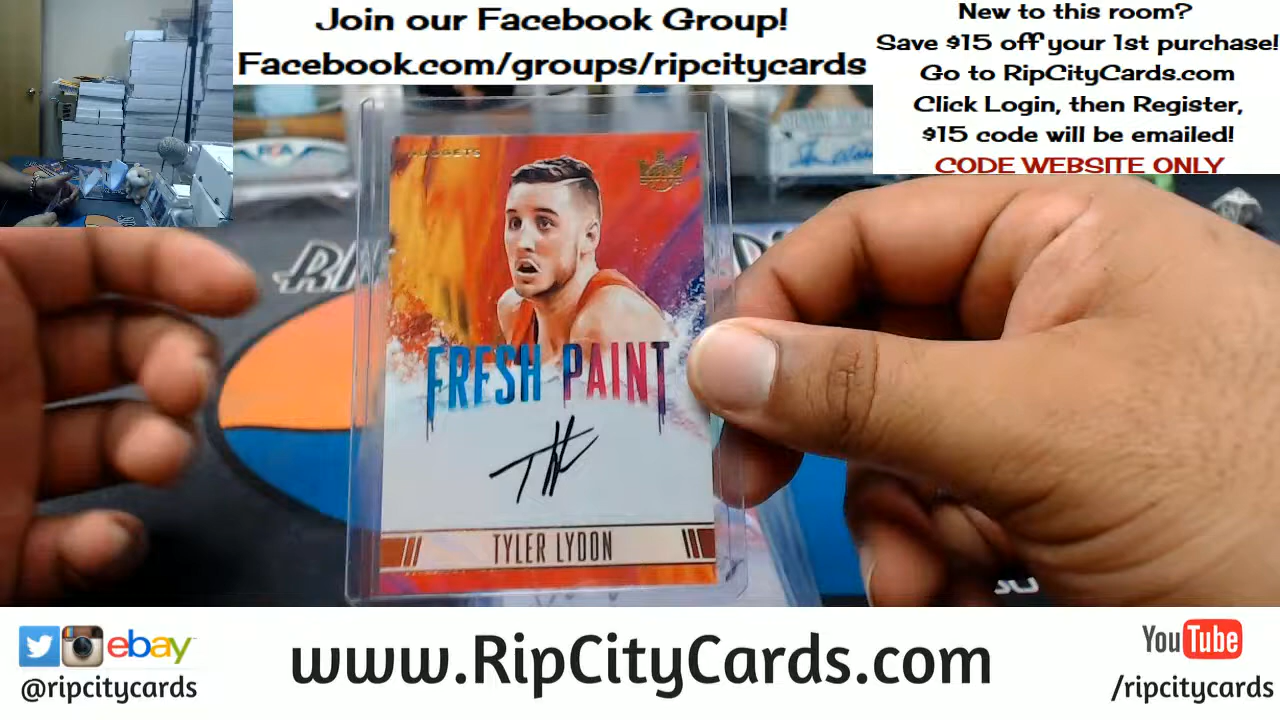 Join our Facebook Group!
Facebook.com/groups/ripcitycards
New to this room?
Save $15 off your 1st purchase!
Go to RipCityCards.com
Click Login, then Register,
$15 code will be emailed!
CODE WEBSITE ONLY
NUGGETS
FRESH PAINT
TYLER LYDON
ebay
@ripcitycards
www.RipCityCards.com
YouTube
/ripcitycards